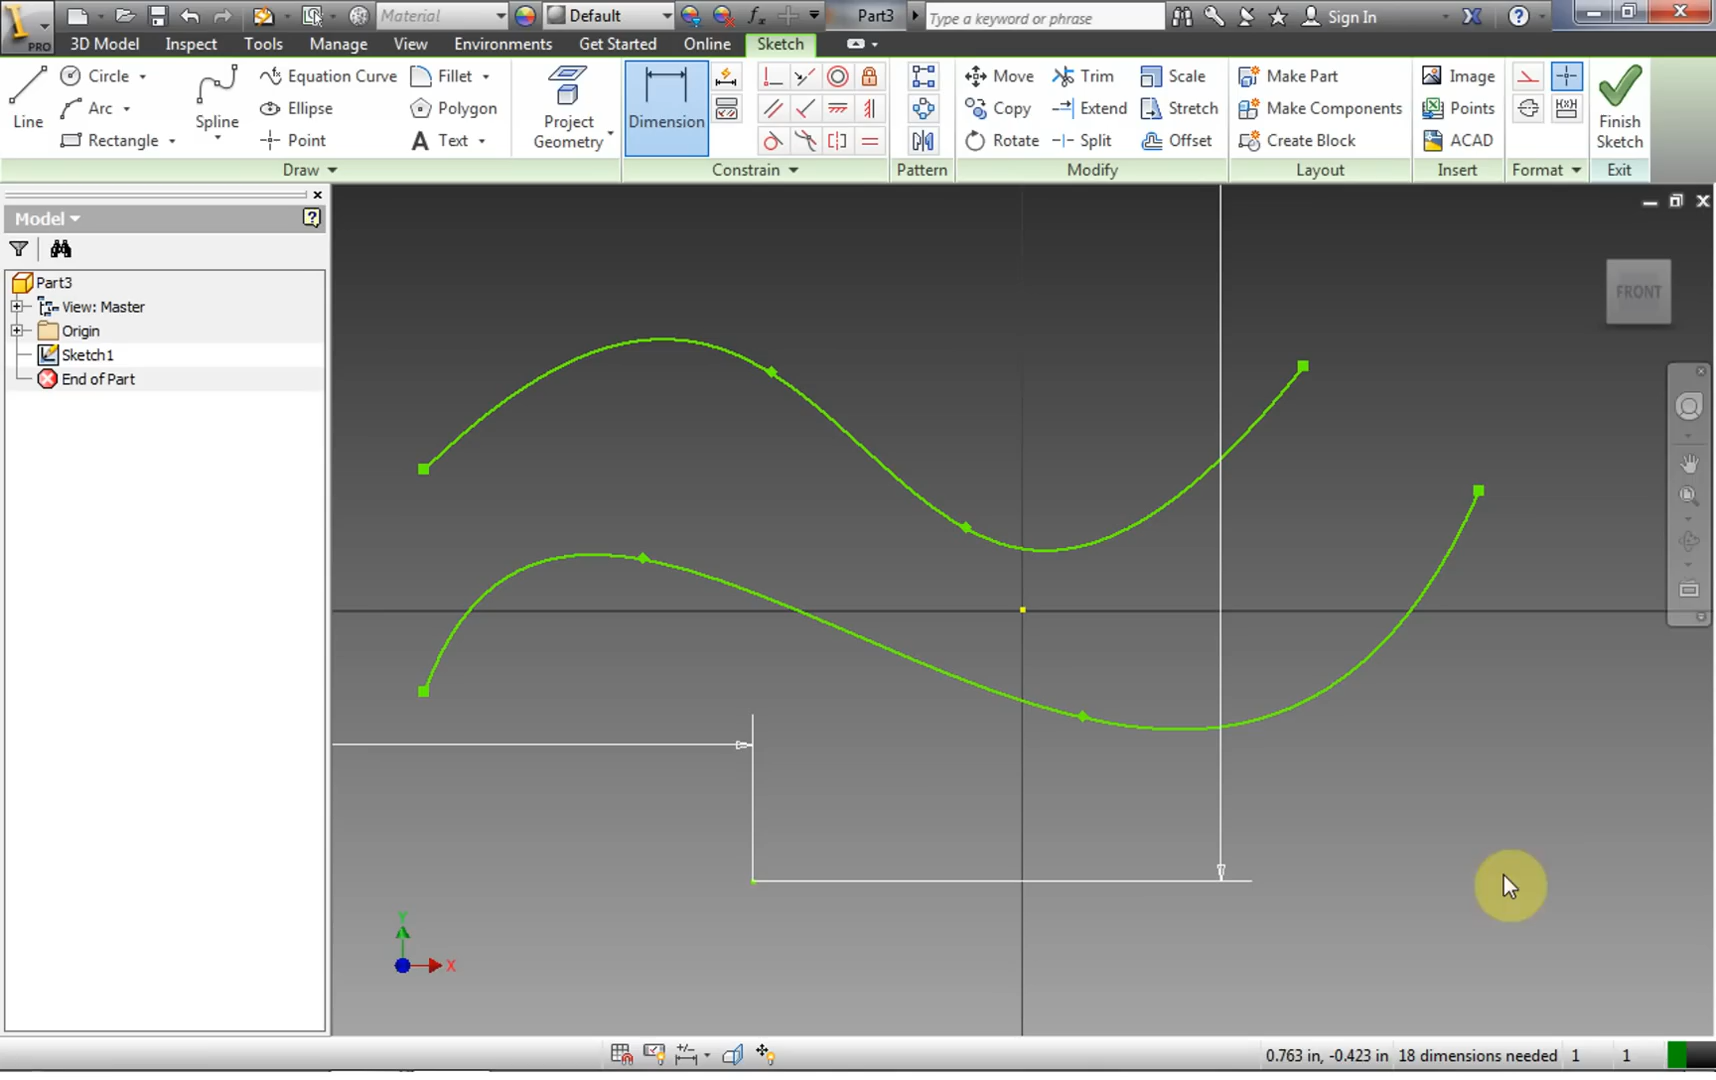 PRO
Material
Default
Part3
Type a keyword or phrase
Sign In
3D Model
Inspect
Tools
Manage
View
Environments
Get Started
Online
Sketch
Line
Circle
Arc
Rectangle
Spline
Equation Curve
Ellipse
Point
Fillet
Polygon
Text
Project
Geometry
Dimension
Move
Copy
Rotate
Trim
Extend
Split
Scale
Stretch
Offset
Make Part
Make Components
Create Block
Image
Points
ACAD
Finish
Sketch
Draw
Constrain
Pattern
Modify
Layout
Insert
Format
Exit
Model
Part3
View: Master
Origin
Sketch1
End of Part
FRONT
Y
X
0.763 in, -0.423 in
18 dimensions needed
1
1